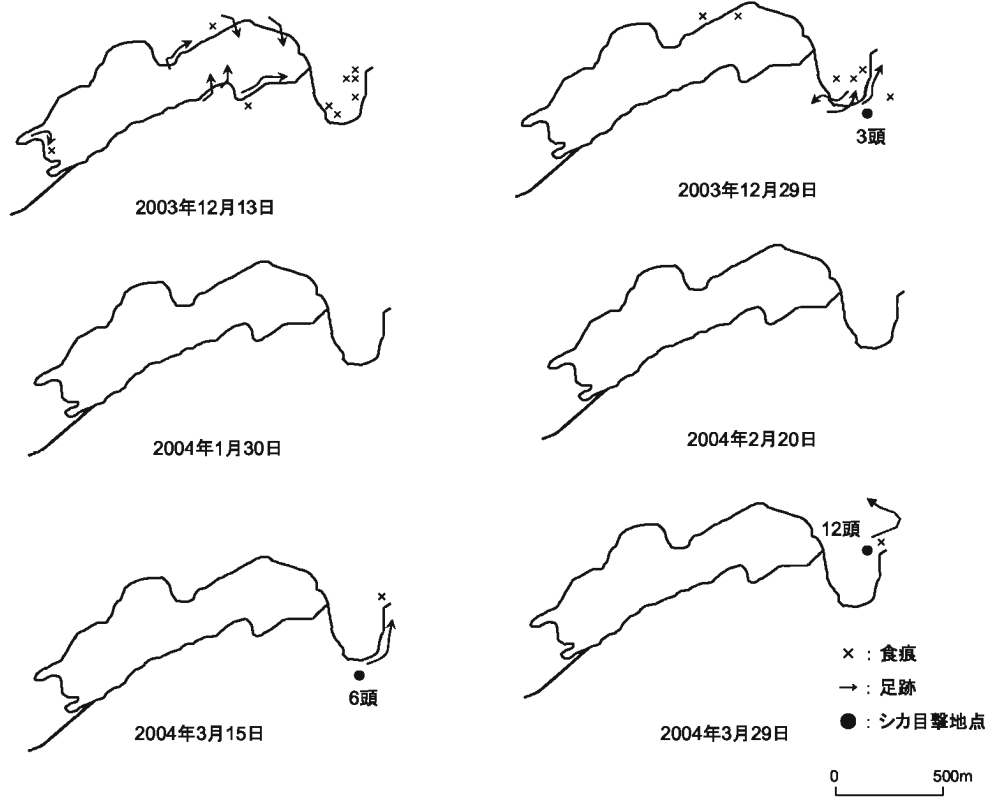 3頭
2003年12月13日
2003年12月29日
2004年1月30日
2004年2月20日
12頭
6頭
×：食痕
→：足跡
●：シカ目撃地点
2004年3月15日
2004年3月29日
0 500m